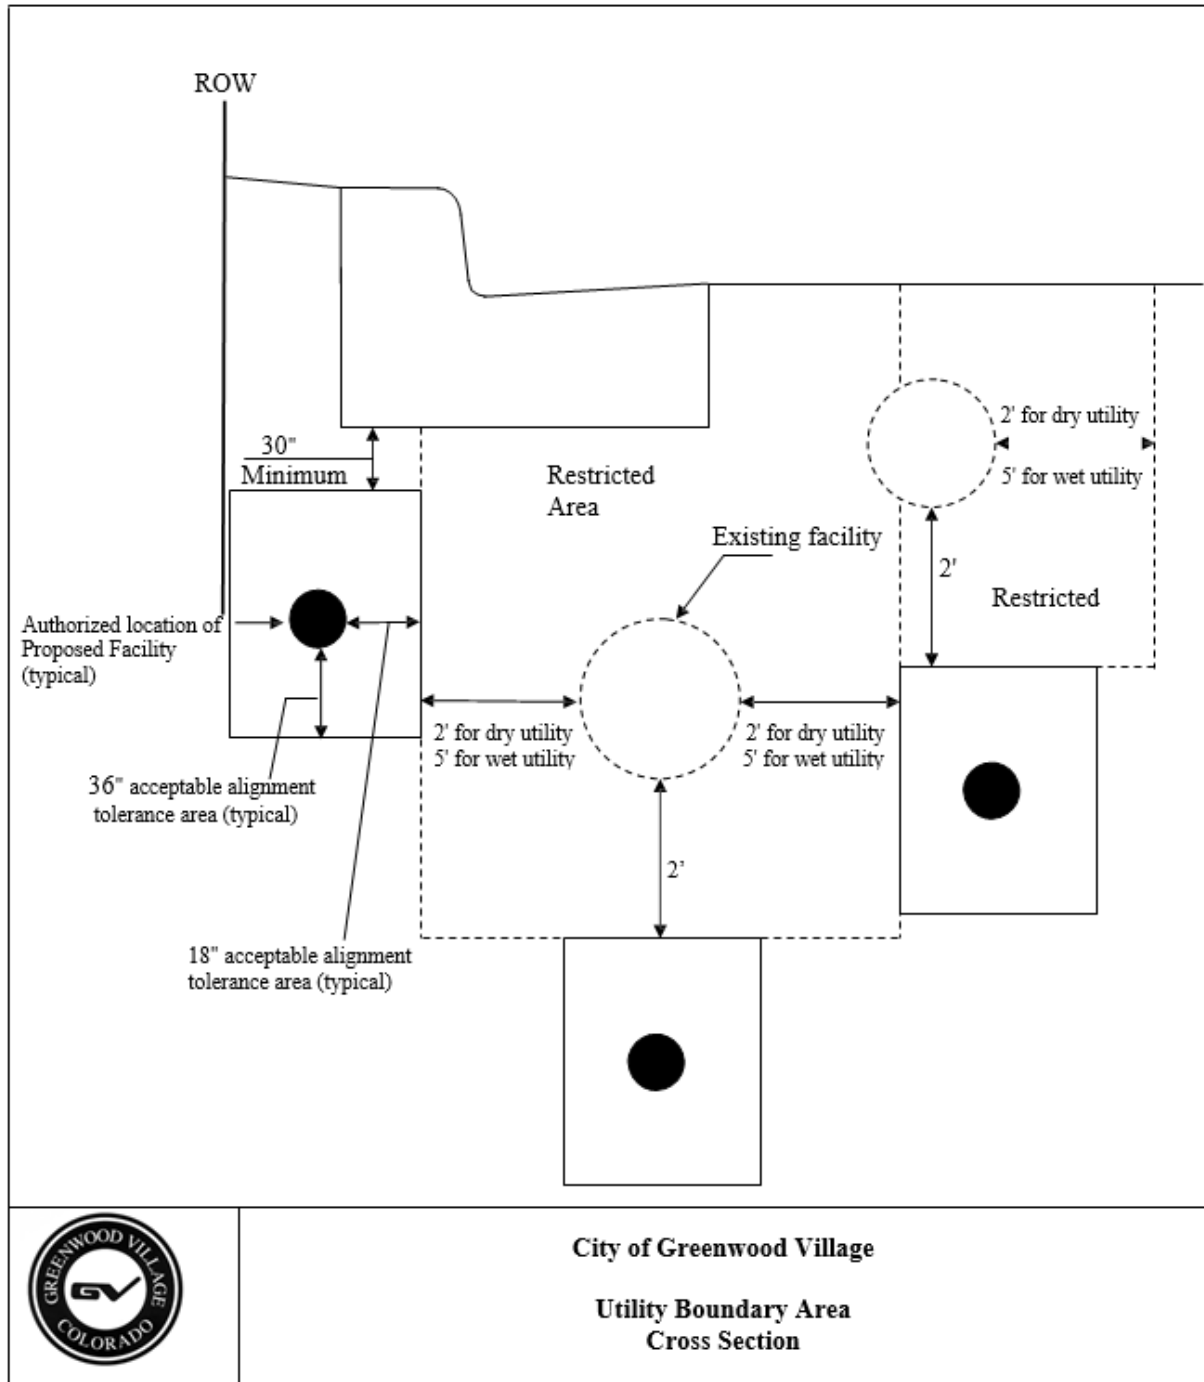 ROW
30"
Minimum
Restricted
Area
2' for dry utility
5' for wet utility
Existing facility
2'
Restricted
Authorized location of
Proposed Facility
(typical)
2' for dry utility
5' for wet utility
2' for dry utility
5' for wet utility
36" acceptable alignment
tolerance area (typical)
2'
18" acceptable alignment
tolerance area (typical)
GREENWOOD VILLAGE
GV
COLORADO
City of Greenwood Village
Utility Boundary Area
Cross Section